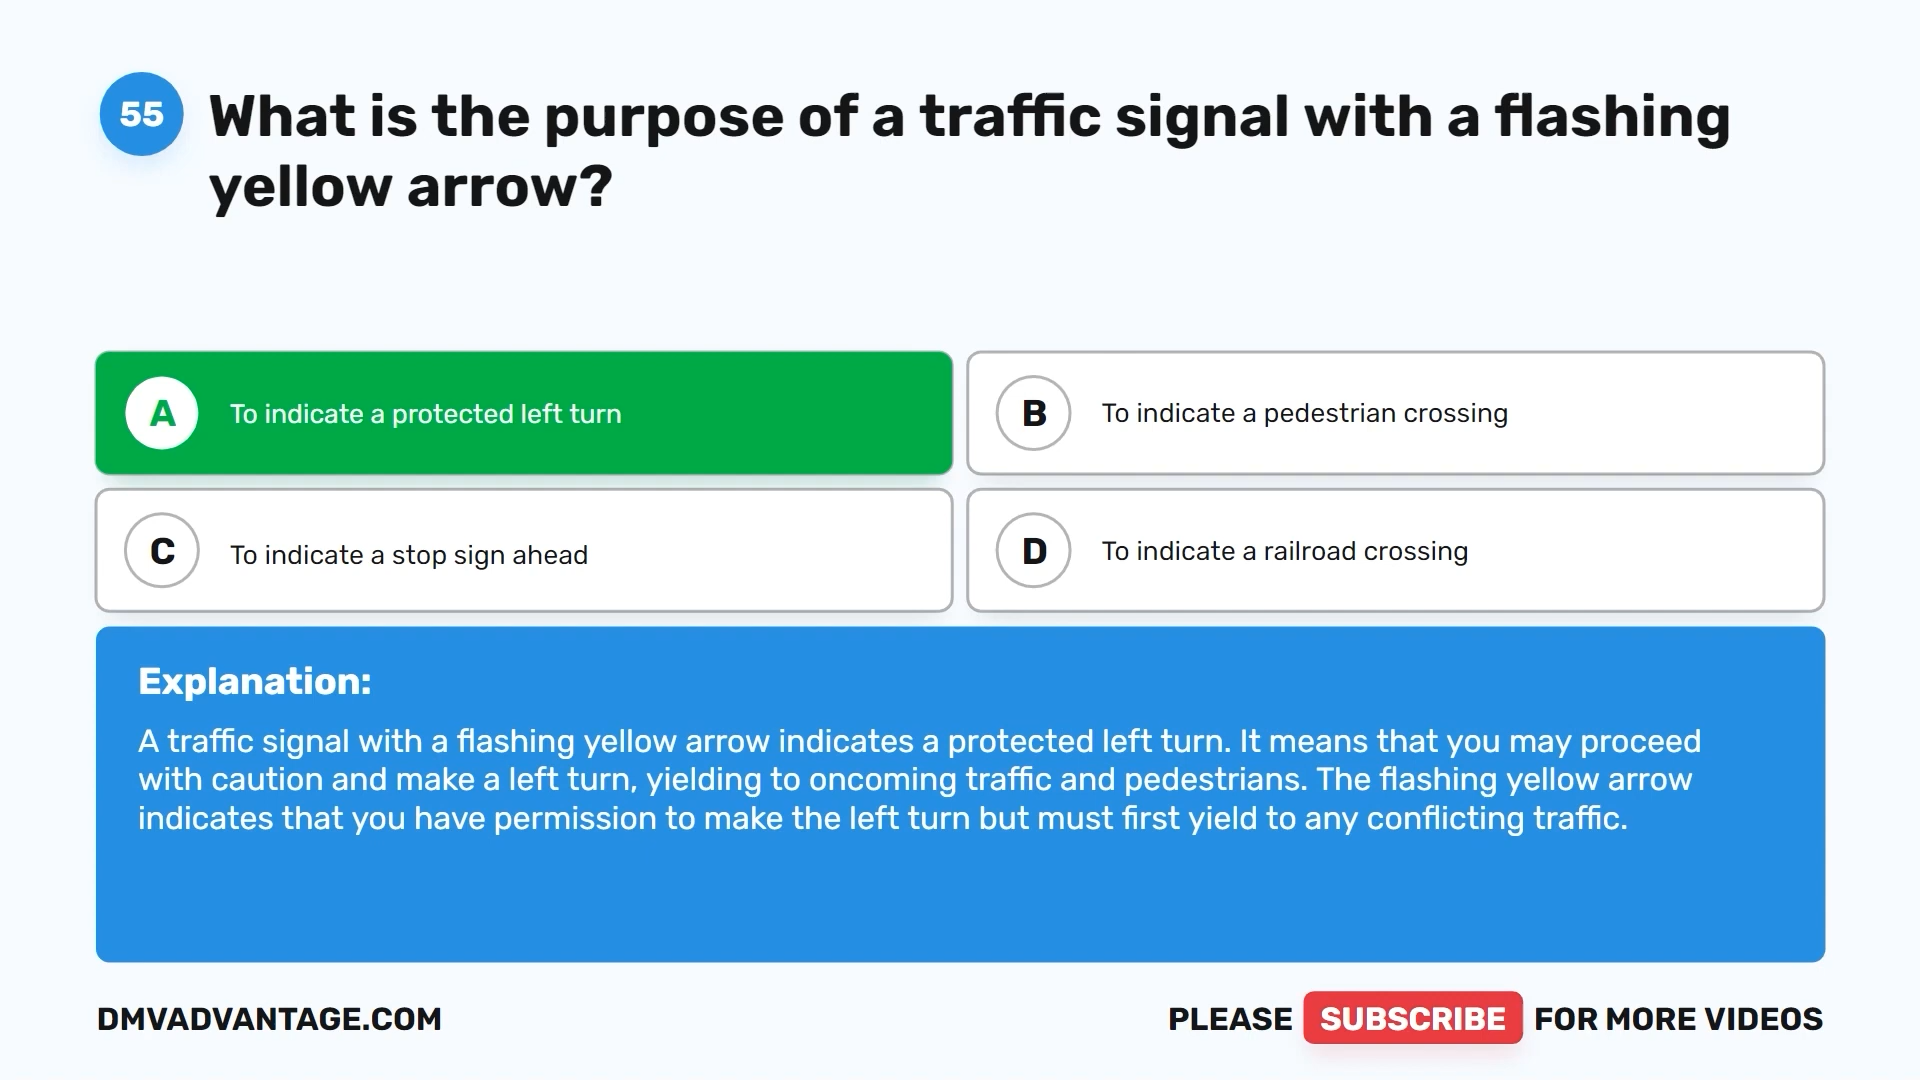 55
What is the purpose of a traffic signal with a flashing
yellow arrow?
A To indicate a protected left turn
B To indicate a pedestrian crossing
C To indicate a stop sign ahead
D To indicate a railroad crossing
Explanation:
A traffic signal with a flashing yellow arrow indicates a protected left turn. It means that you may proceed
with caution and make a left turn, yielding to oncoming traffic and pedestrians. The flashing yellow arrow
indicates that you have permission to make the left turn but must first yield to any conflicting traffic.
DMVADVANTAGE.COM
PLEASE SUBSCRIBE FOR MORE VIDEOS